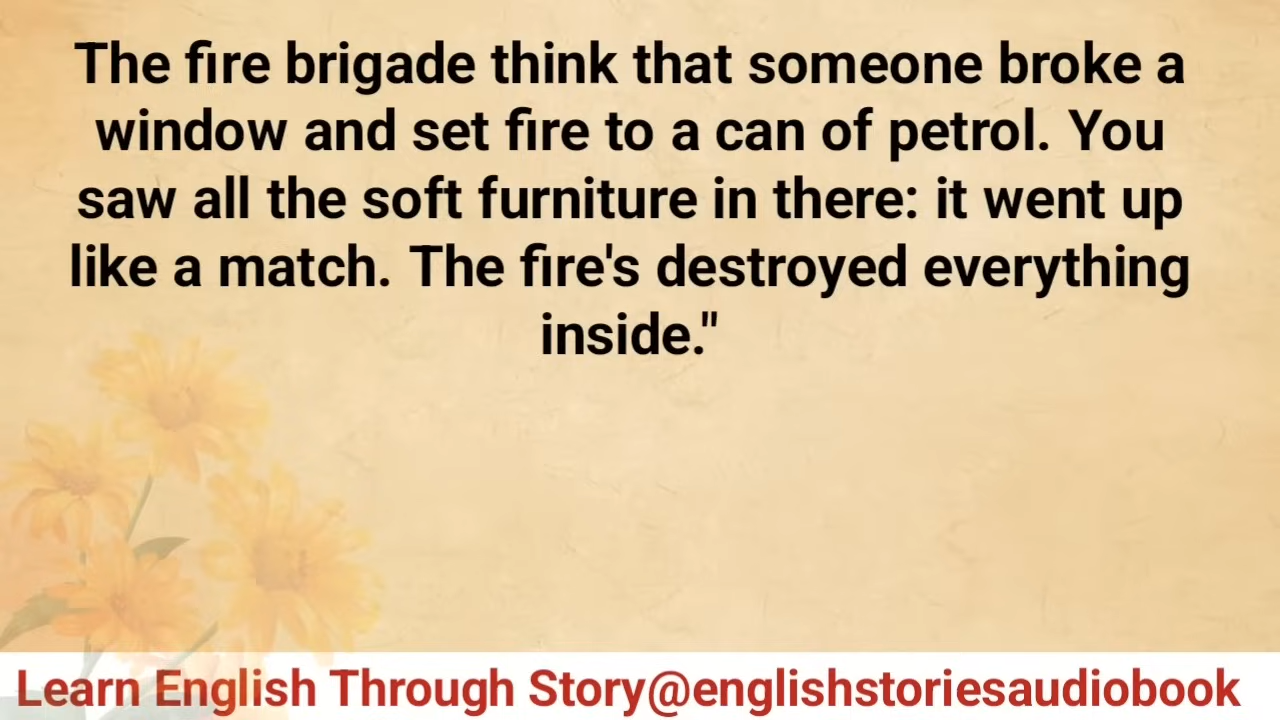 The fire brigade think that someone broke a
window and set fire to a can of petrol. You
saw all the soft furniture in there: it went up
like a match. The fire's destroyed everything
inside."
Learn English Through Story@englishstoriesaudiobook